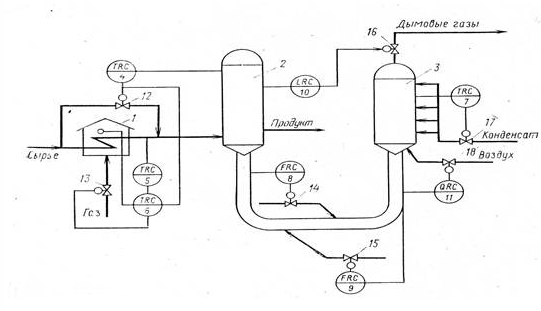 16
Дымовые газы
TRC
4
2
LRC
10
3
TRC
7
12
1
17
Продукт
Конденсат
Сырье
18
Воздух
13
TRC
5
FRC
8
14
QRC
11
TRC
6
Газ
15
FRC
9